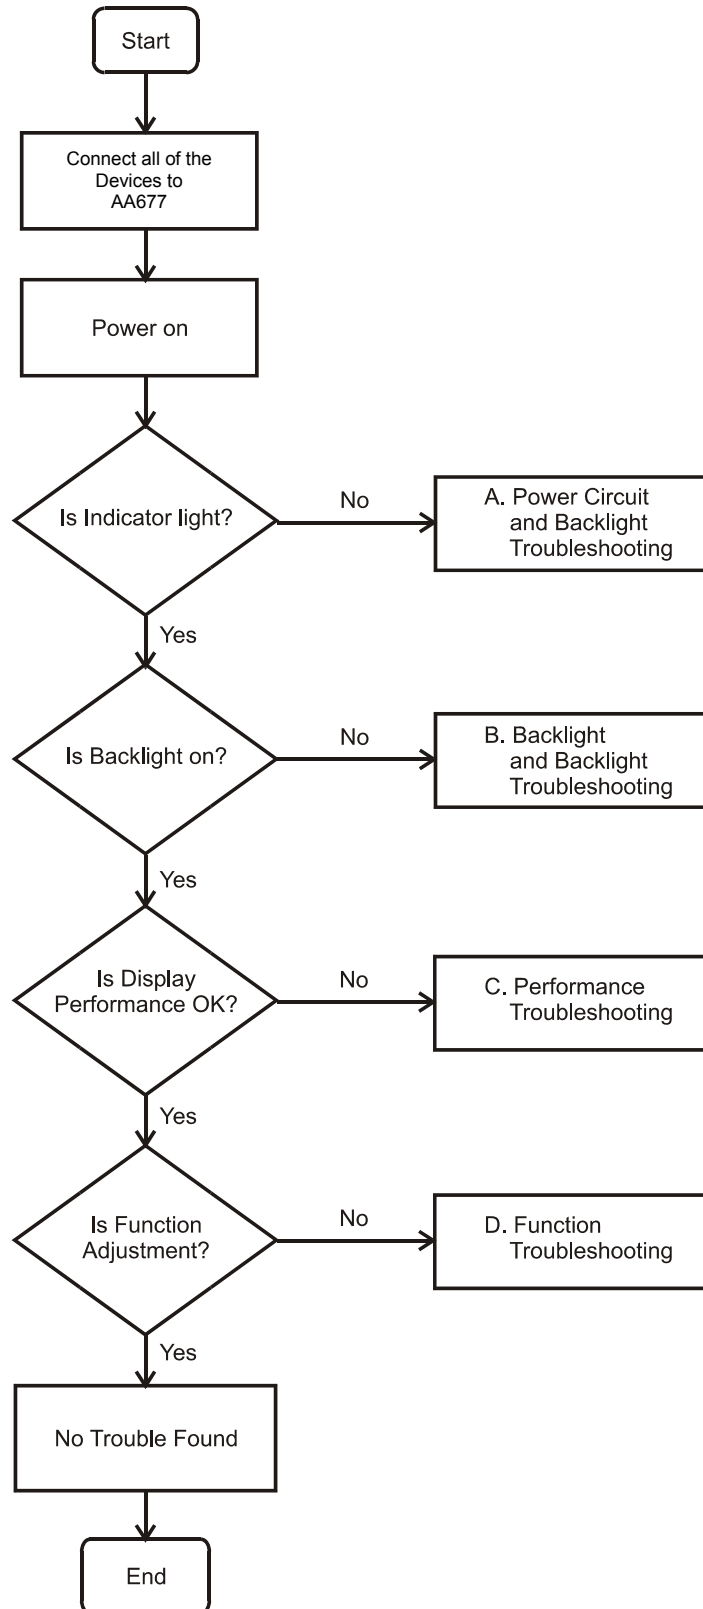 Start
Connect all of the
Devices to
AA677
Power on
Is Indicator light?
No
A. Power Circuit
and Backlight
Troubleshooting
Yes
Is Backlight on?
No
B. Backlight
and Backlight
Troubleshooting
Yes
Is Display
Performance OK?
No
C. Performance
Troubleshooting
Yes
Is Function
Adjustment?
No
D. Function
Troubleshooting
Yes
No Trouble Found
End